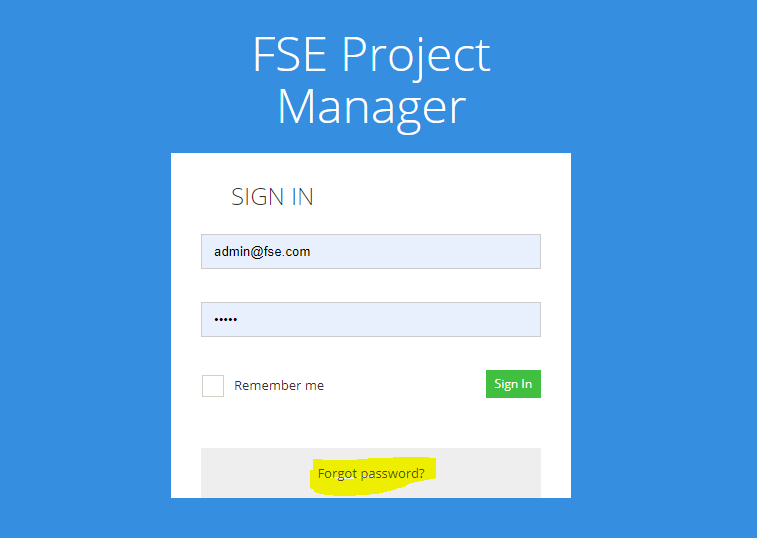 FSE Project
Manager
SIGN IN
admin@fse.com
•••••
Remember me
Sign In
Forgot password?